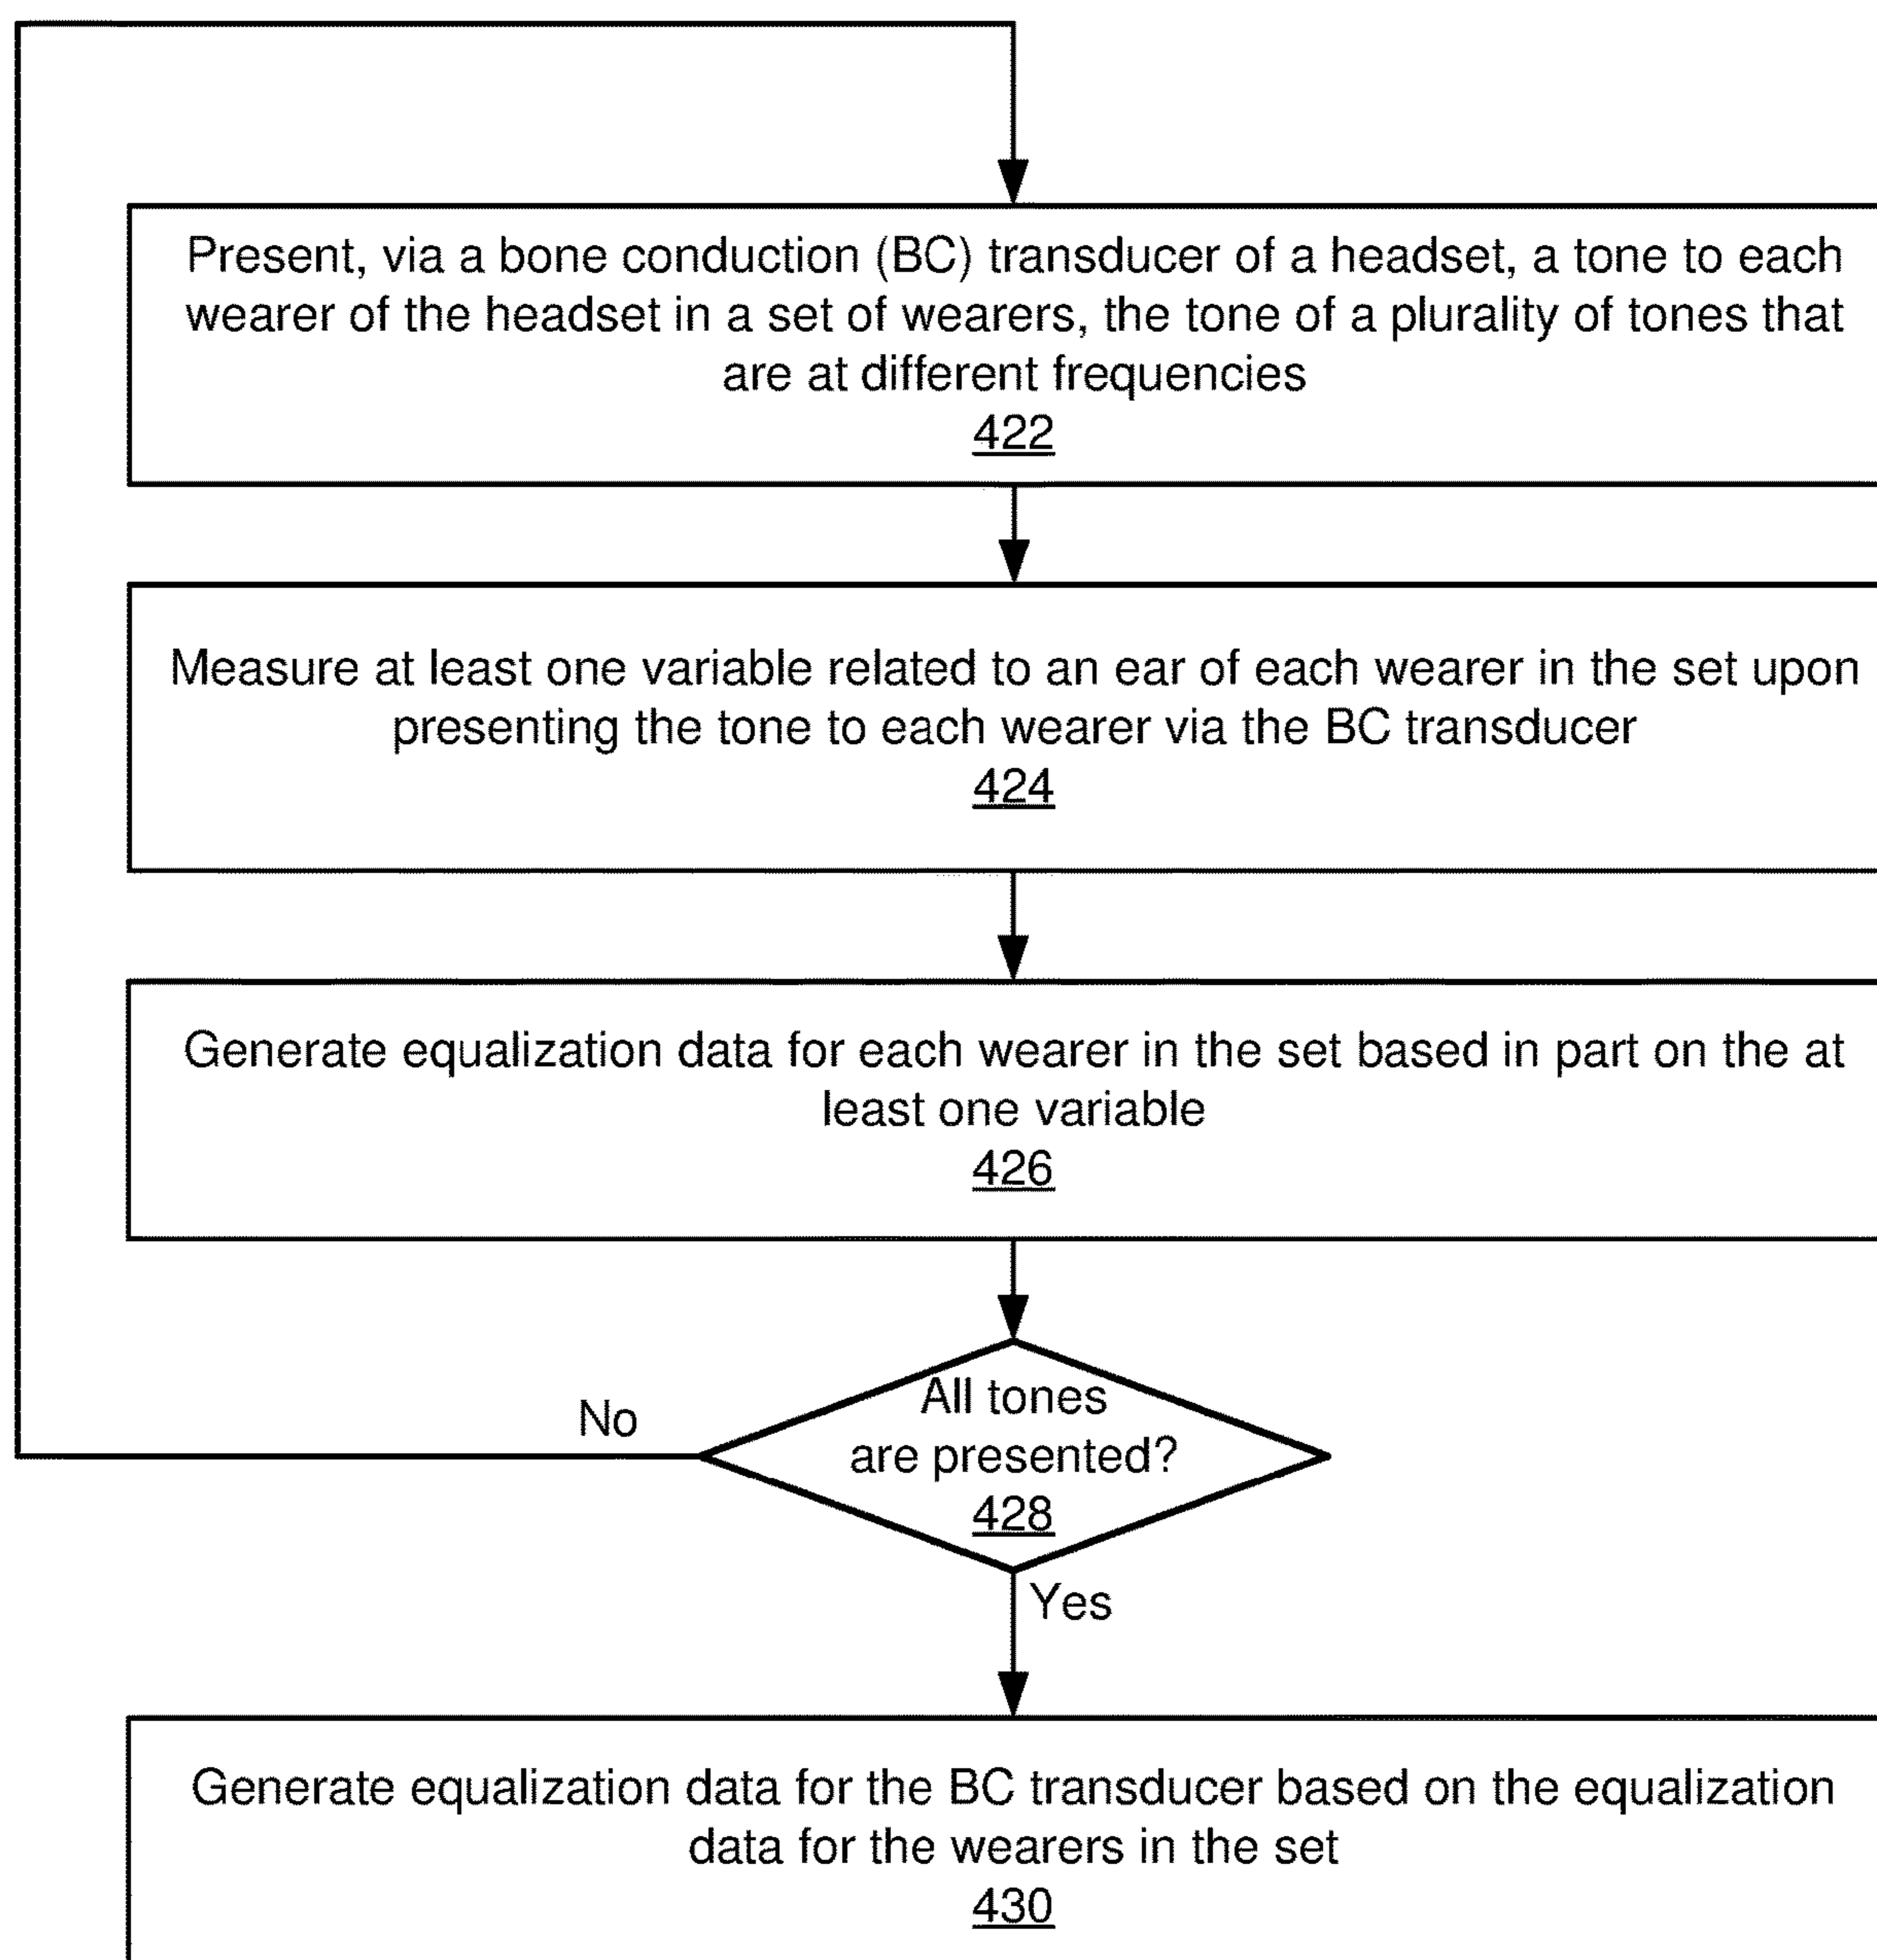 Present, via a bone conduction (BC) transducer of a headset, a tone to each
wearer of the headset in a set of wearers, the tone of a plurality of tones that
are at different frequencies
422
Measure at least one variable related to an ear of each wearer in the set upon
presenting the tone to each wearer via the BC transducer
424
Generate equalization data for each wearer in the set based in part on the at
least one variable
426
All tones
are presented?
428
No
Yes
Generate equalization data for the BC transducer based on the equalization
data for the wearers in the set
430